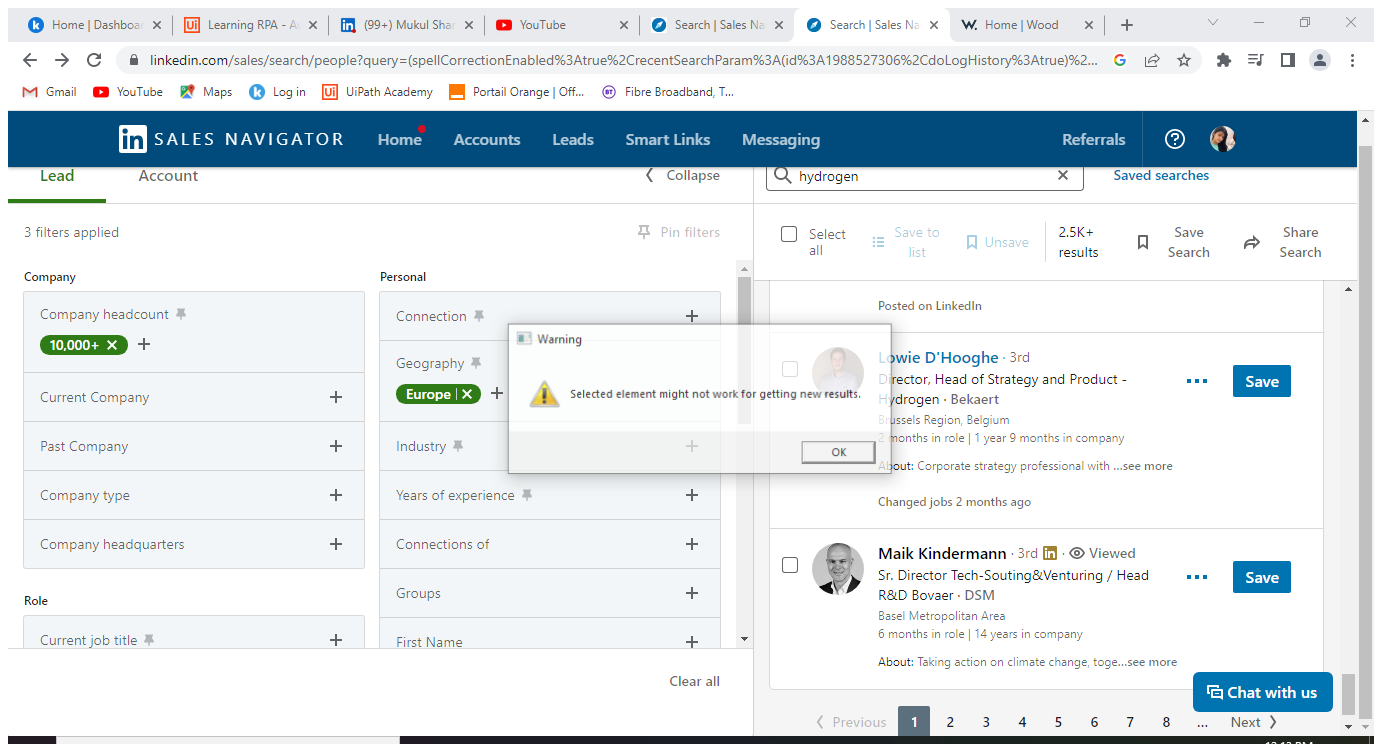 Home | Dashboar
Learning RPA - Au
(99+) Mukul Shar
YouTube
Search | Sales Na
Search | Sales Na
Home | Wood
linkedin.com/sales/search/people?query=(spellCorrectionEnabled%3Atrue%2CrecentSearchParam%3A(id%3A1988527306%2CdoLogHistory%3Atrue)%2...
Gmail
YouTube
Maps
Log in
UiPath Academy
Portail Orange | Off...
Fibre Broadband, T...
in SALES NAVIGATOR
Home
Accounts
Leads
Smart Links
Messaging
Referrals
Lead
Account
Collapse
hydrogen
Saved searches
3 filters applied
Pin filters
Select all
Save to list
Unsave
2.5K+ results
Save Search
Share Search
Company
Company headcount
10,000+
Current Company
Past Company
Company type
Company headquarters
Role
Current job title
Personal
Connection
Geography
Europe
Industry
Years of experience
Connections of
Groups
First Name
Clear all
Warning
Selected element might not work for getting new results.
OK
Posted on LinkedIn
Lowie D'Hooghe · 3rd
Director, Head of Strategy and Product -
Hydrogen · Bekaert
Brussels Region, Belgium
2 months in role | 1 year 9 months in company
About: Corporate strategy professional with ...see more
Changed jobs 2 months ago
Save
Maik Kindermann · 3rd in · Viewed
Sr. Director Tech-Souting&Venturing / Head
R&D Bovaer · DSM
Basel Metropolitan Area
6 months in role | 14 years in company
About: Taking action on climate change, toge...see more
Save
Chat with us
Previous 1 2 3 4 5 6 7 8 ... Next